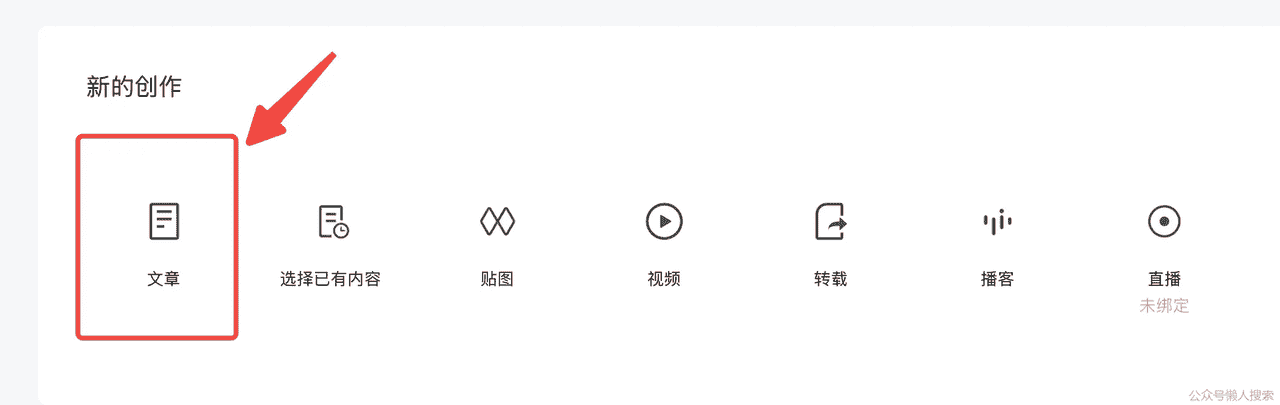 新的创作
文章
选择已有内容
贴图
视频
转载
播客
直播
未绑定
公众号懒人搜索